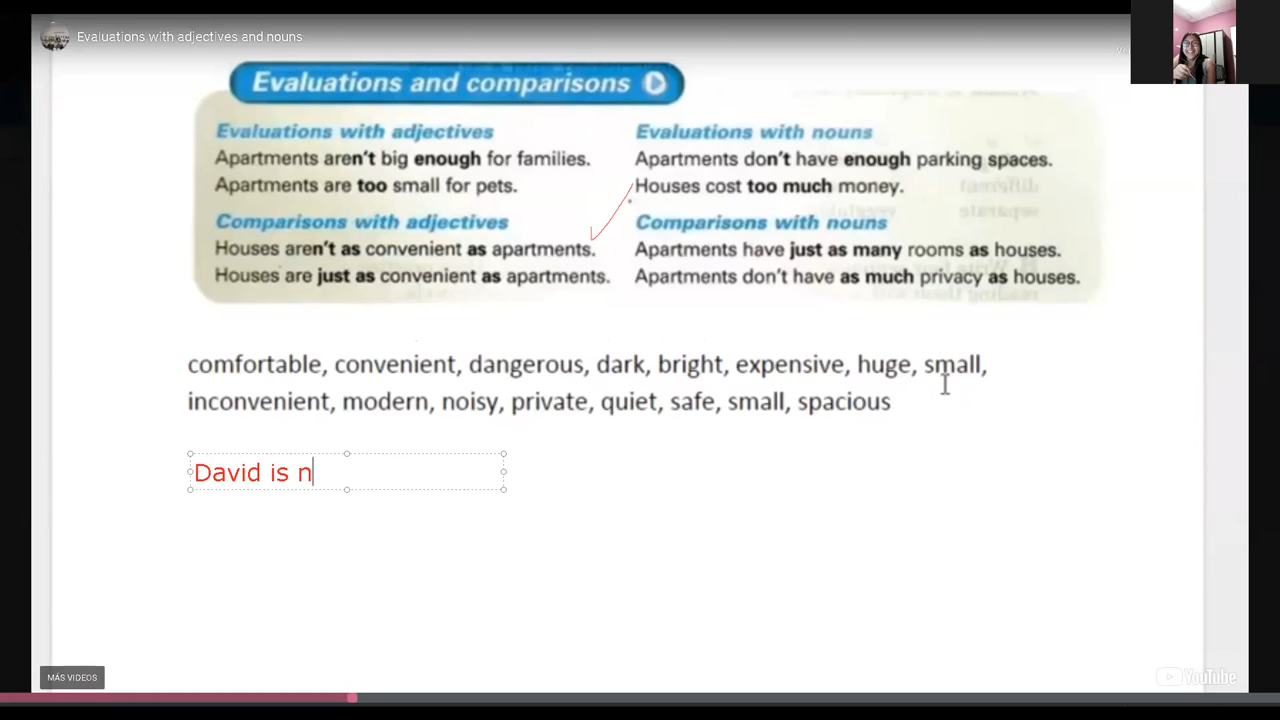 Evaluations with adjectives and nouns
Evaluations and comparisons
Evaluations with adjectives
Apartments aren't big enough for families.
Apartments are too small for pets.
Comparisons with adjectives
Houses aren't as convenient as apartments.
Houses are just as convenient as apartments.
Evaluations with nouns
Apartments don't have enough parking spaces.
Houses cost too much money.
Comparisons with nouns
Apartments have just as many rooms as houses.
Apartments don't have as much privacy as houses.
comfortable, convenient, dangerous, dark, bright, expensive, huge, small,
inconvenient, modern, noisy, private, quiet, safe, small, spacious
David is n
MÁS VIDEOS
YouTube